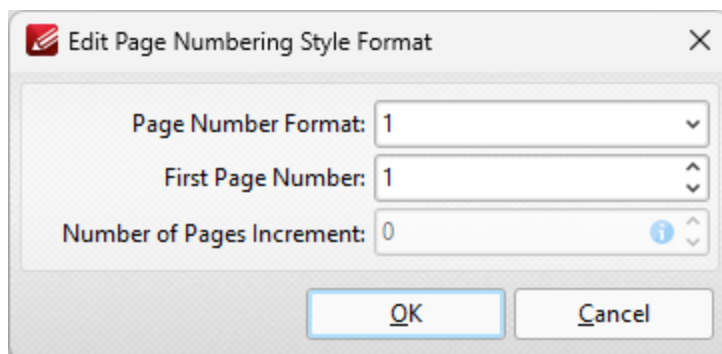 Edit Page Numbering Style Format
Page Number Format: 1
First Page Number: 1
Number of Pages Increment: 0
OK Cancel